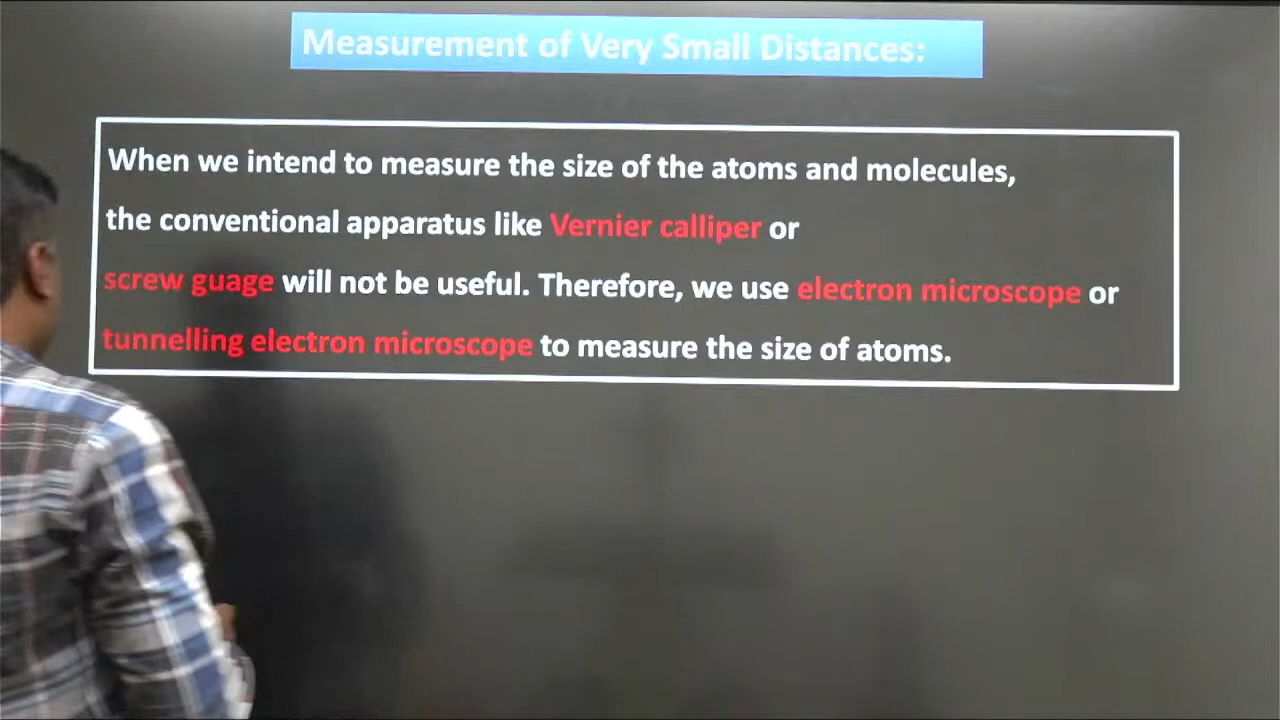 Measurement of Very Small Distances:
When we intend to measure the size of the atoms and molecules,
the conventional apparatus like Vernier calliper or
screw guage will not be useful. Therefore, we use electron microscope or
tunnelling electron microscope to measure the size of atoms.